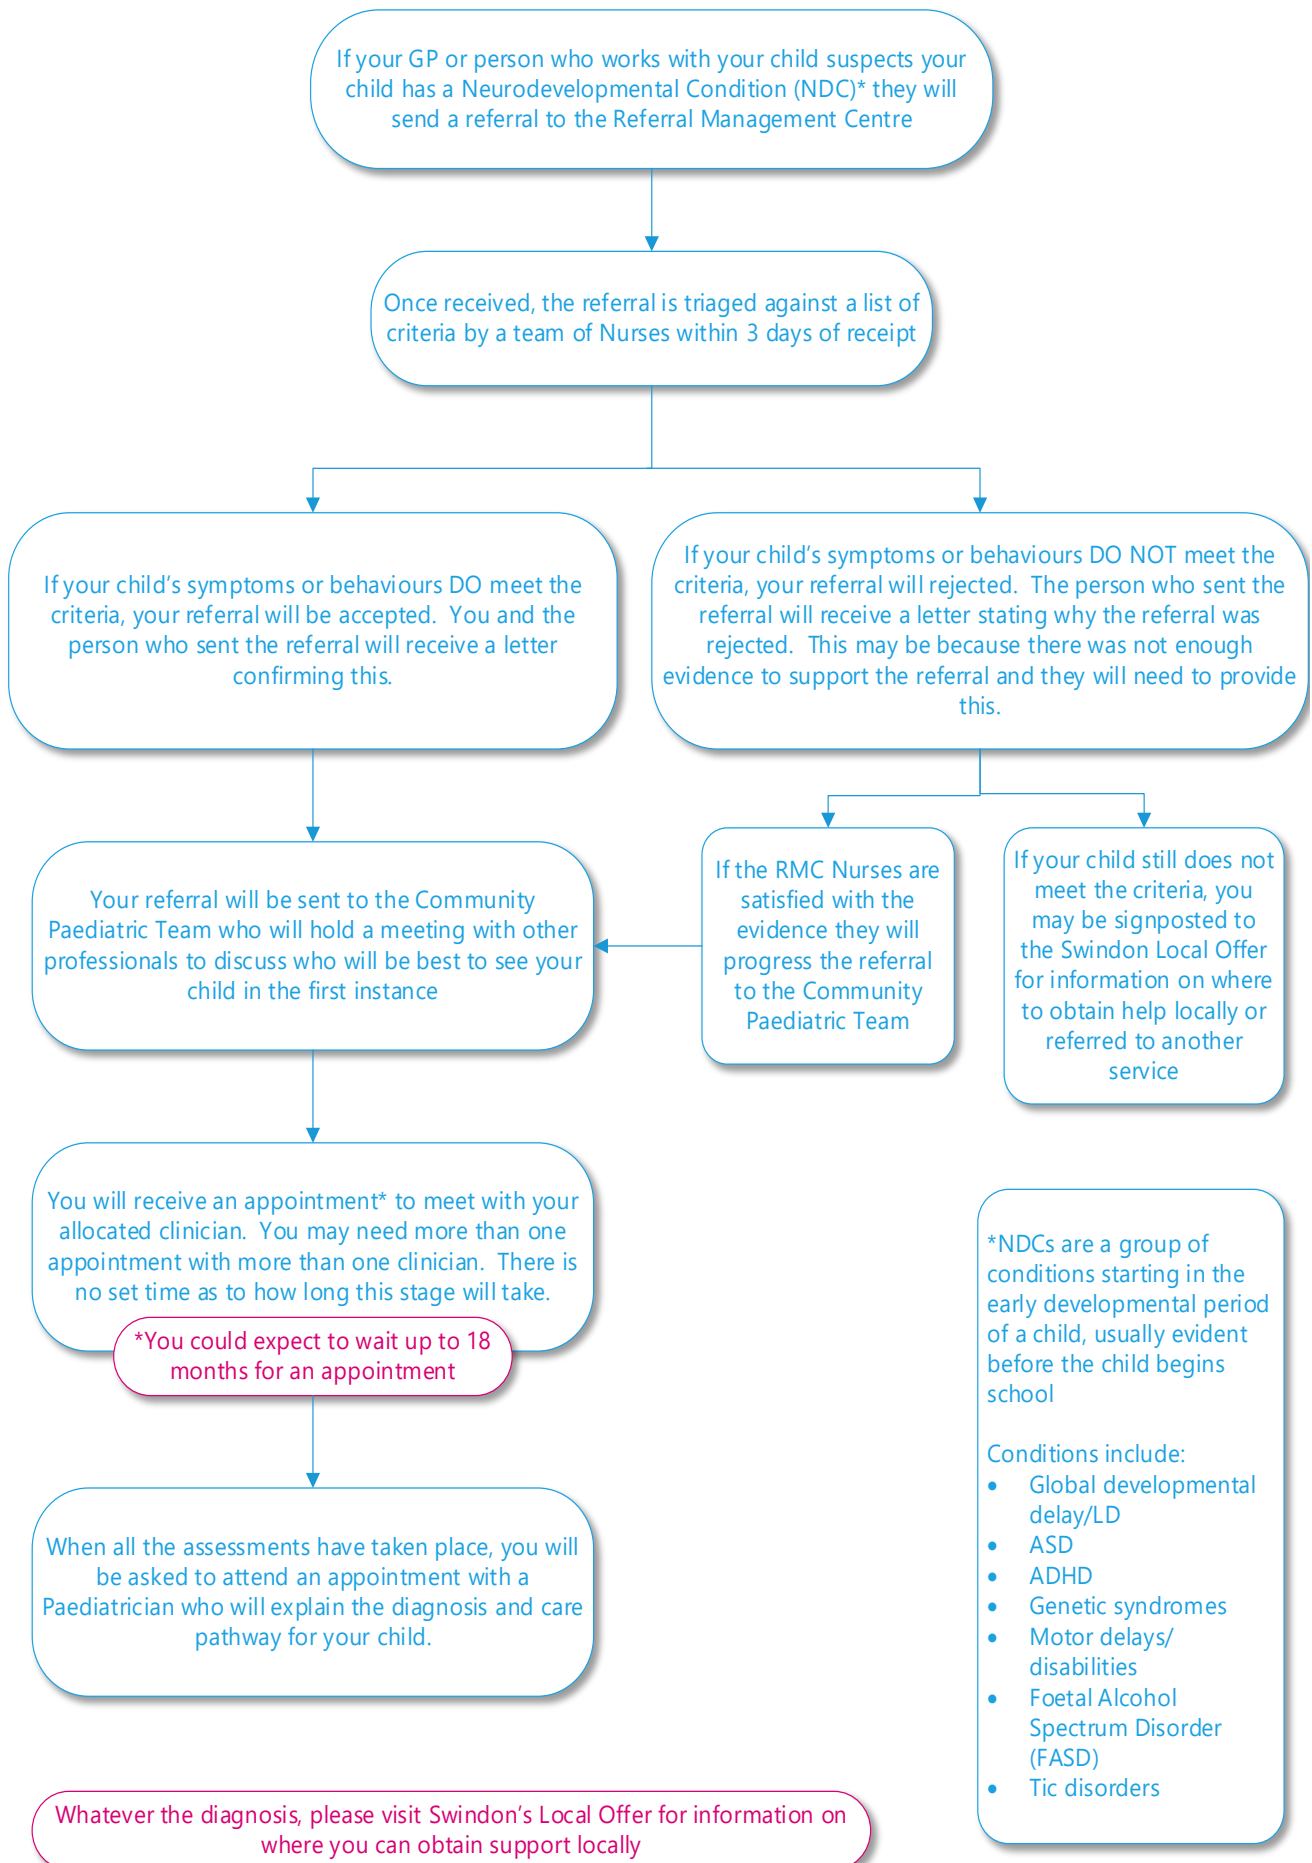 If your GP or person who works with your child suspects your
child has a Neurodevelopmental Condition (NDC)* they will
send a referral to the Referral Management Centre
Once received, the referral is triaged against a list of
criteria by a team of Nurses within 3 days of receipt
If your child's symptoms or behaviours DO meet the
criteria, your referral will be accepted. You and the
person who sent the referral will receive a letter
confirming this.
If your child's symptoms or behaviours DO NOT meet the
criteria, your referral will rejected. The person who sent the
referral will receive a letter stating why the referral was
rejected. This may be because there was not enough
evidence to support the referral and they will need to provide
this.
Your referral will be sent to the Community
Paediatric Team who will hold a meeting with other
professionals to discuss who will be best to see your
child in the first instance
If the RMC Nurses are
satisfied with the
evidence they will
progress the referral
to the Community
Paediatric Team
If your child still does not
meet the criteria, you
may be signposted to
the Swindon Local Offer
for information on where
to obtain help locally or
referred to another
service
You will receive an appointment* to meet with your
allocated clinician. You may need more than one
appointment with more than one clinician. There is
no set time as to how long this stage will take.
*You could expect to wait up to 18
months for an appointment
When all the assessments have taken place, you will
be asked to attend an appointment with a
Paediatrician who will explain the diagnosis and care
pathway for your child.
*NDCs are a group of
conditions starting in the
early developmental period
of a child, usually evident
before the child begins
school
Conditions include:
• Global developmental
delay/LD
• ASD
• ADHD
• Genetic syndromes
• Motor delays/
disabilities
• Foetal Alcohol
Spectrum Disorder
(FASD)
• Tic disorders
Whatever the diagnosis, please visit Swindon's Local Offer for information on
where you can obtain support locally